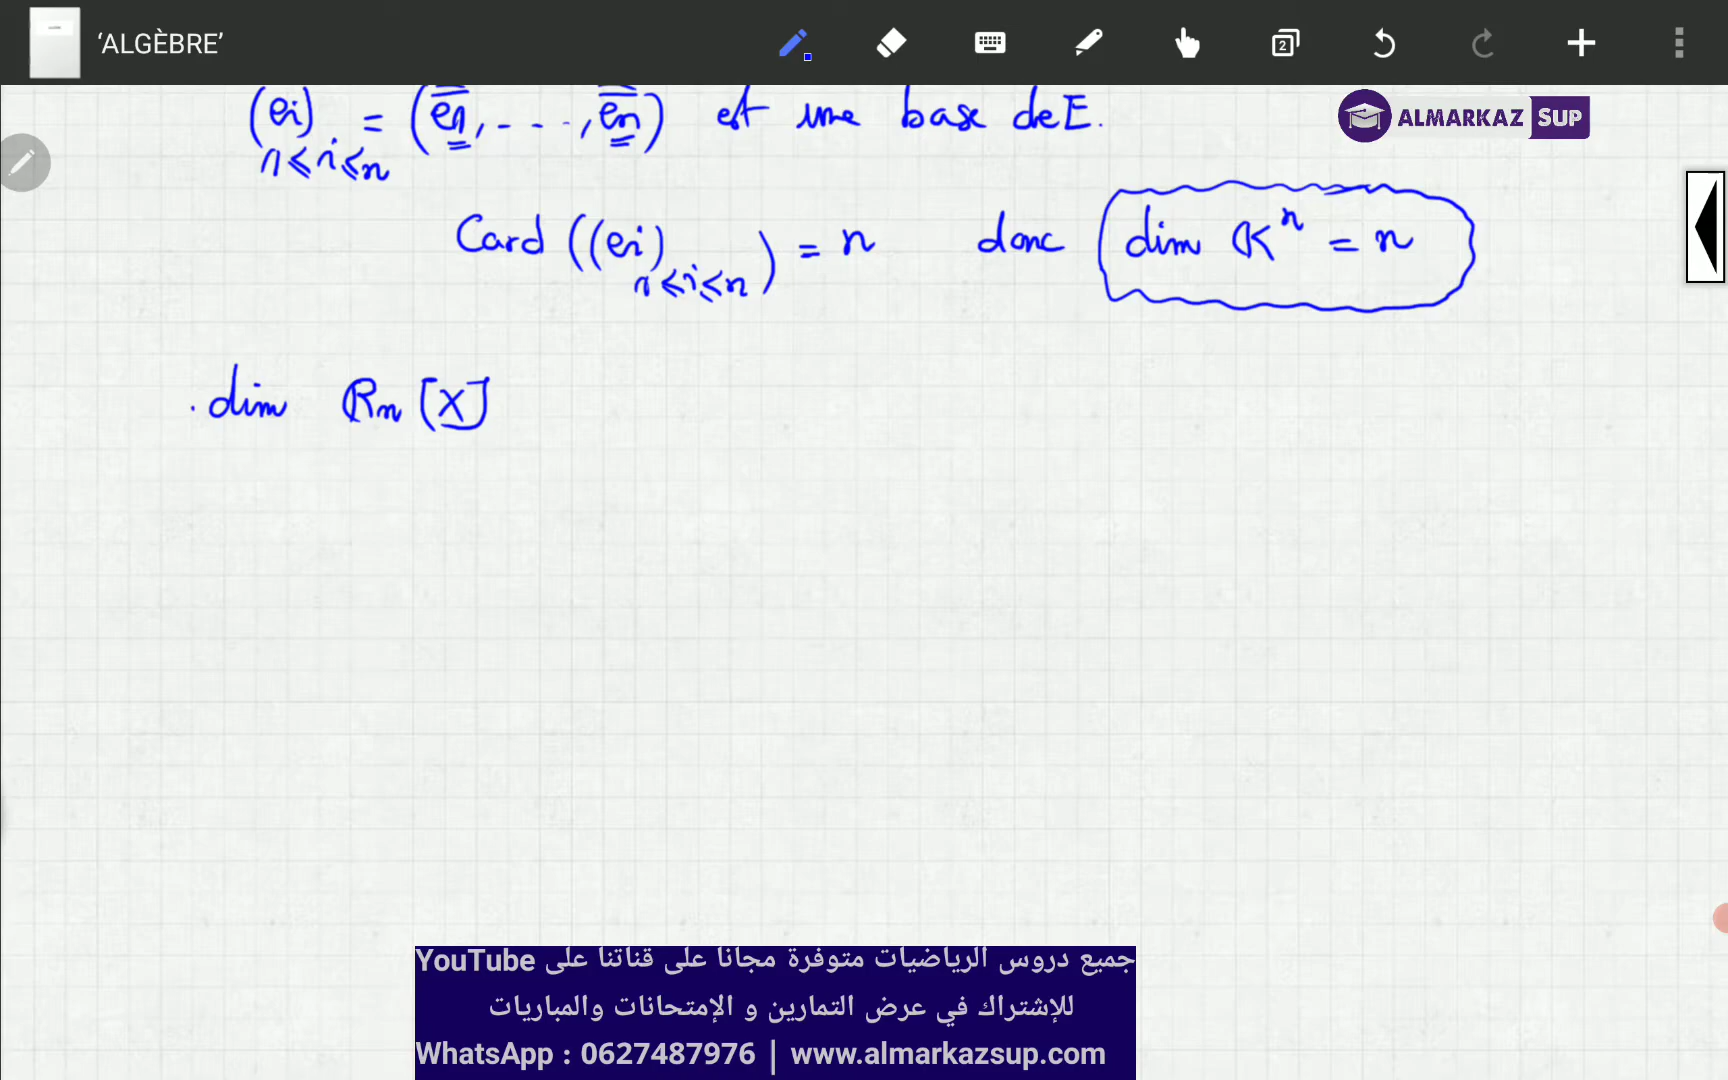 ‘ALGÈBRE’
2
(ei) 1≤i≤n = (e1, - - -, en) est une base de E.
ALMARKAZ SUP
Card ((ei) 1≤i≤n) = n donc dim K^n = n
. dim Rn [X]
جميع دروس الرياضيات متوفرة مجانا على قناتنا على YouTube
للإشتراك في عرض التمارين و الإمتحانات والمباريات
WhatsApp : 0627487976 | www.almarkazsup.com